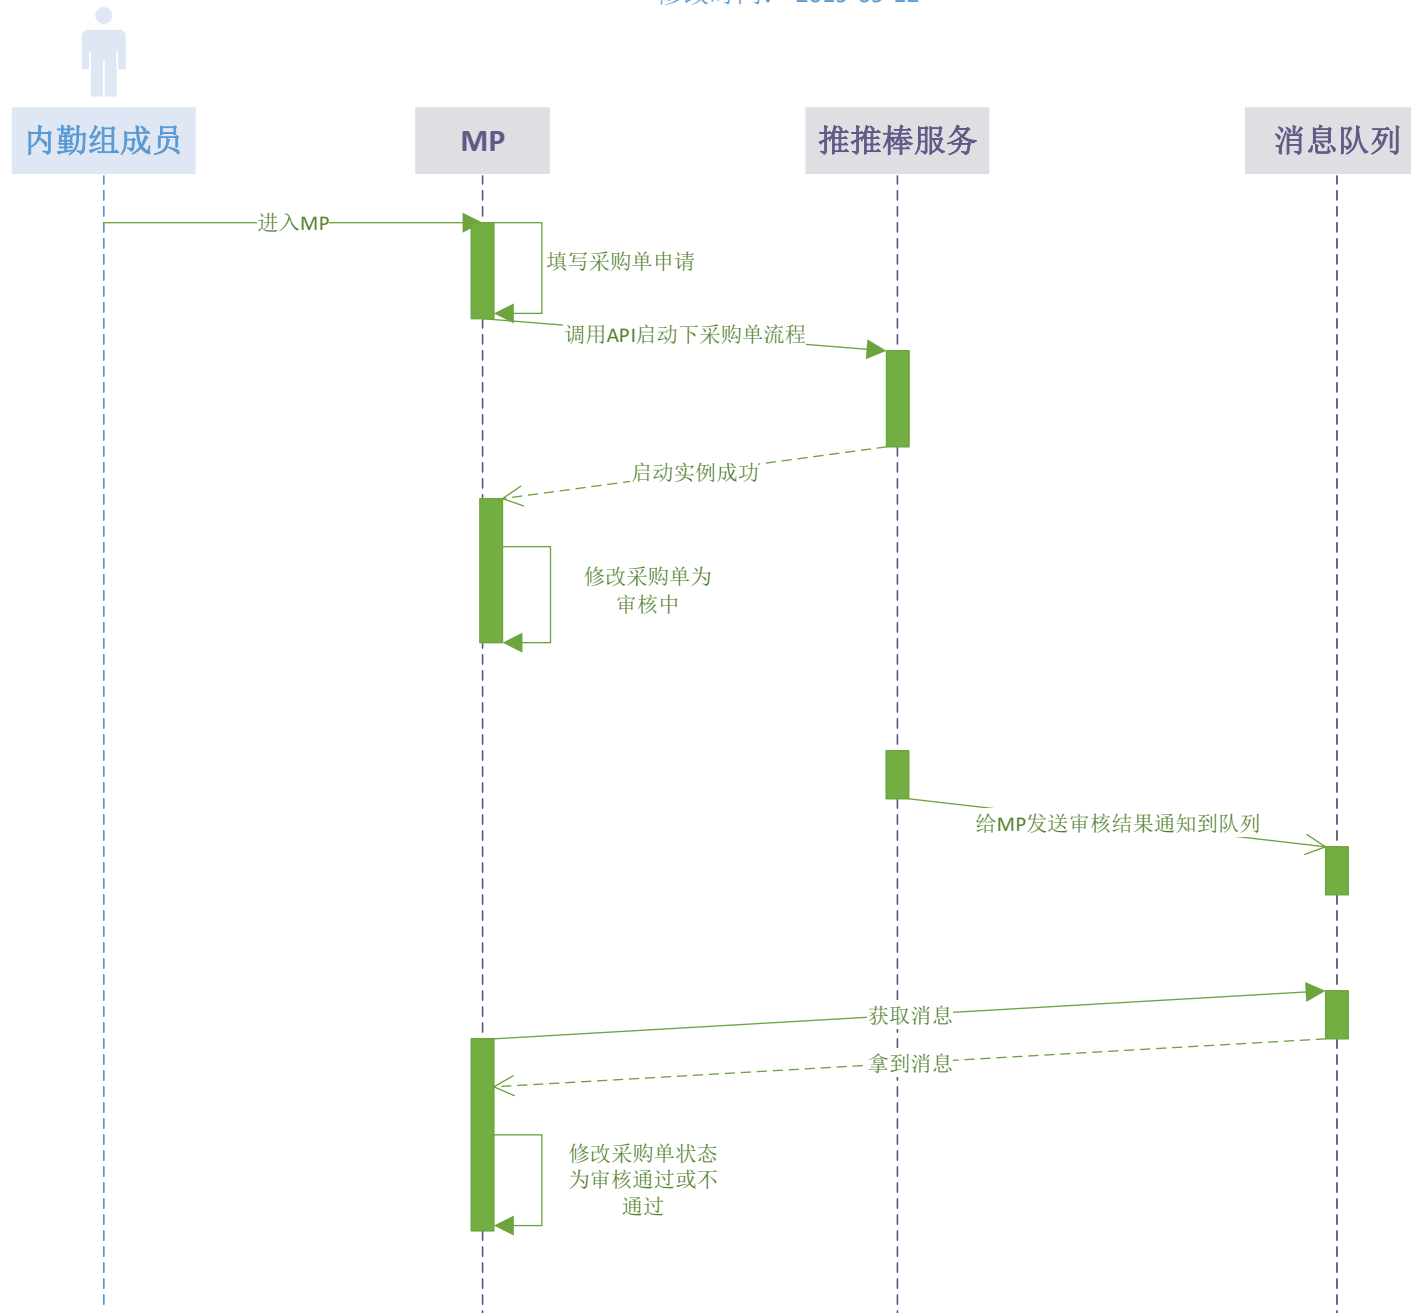 内勤组成员
MP
推推棒服务
消息队列
进入MP
填写采购单申请
调用API启动下采购单流程
启动实例成功
修改采购单为
审核中
给MP发送审核结果通知到队列
获取消息
拿到消息
修改采购单状态
为审核通过或不
通过